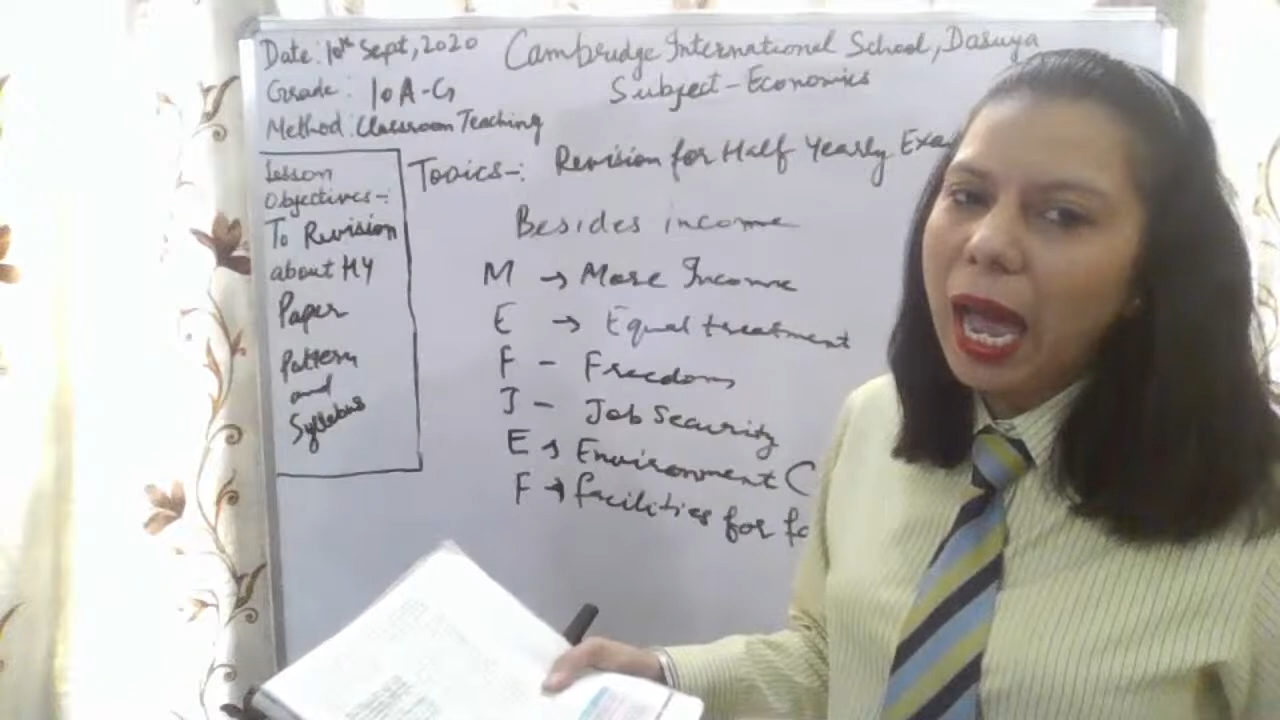 Date: 10th Sept, 2020
Cambridge International School, Dasuya
Grade: 10 A-G
Subject - Economics
Method: Classroom Teaching
Lesson
Objectives -:
To Revision
about HY
Paper
Pattern
and
Syllabus
Topics -: Revision for Half Yearly Exa
Besides income
M → More Income
E → Equal treatment
F - Freedom
J - Job Security
E → Environment C
F → facilities for fa